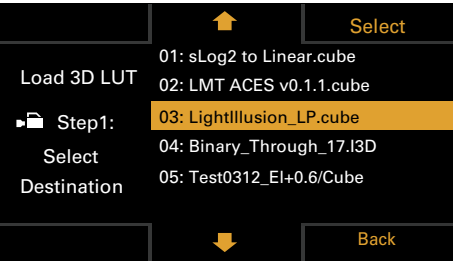 Select
Load 3D LUT
Step1:
Select
Destination
01: sLog2 to Linear.cube
02: LMT ACES v0.1.1.cube
03: LightIllusion_LP.cube
04: Binary_Through_17.l3D
05: Test0312_EI+0.6/Cube
Back